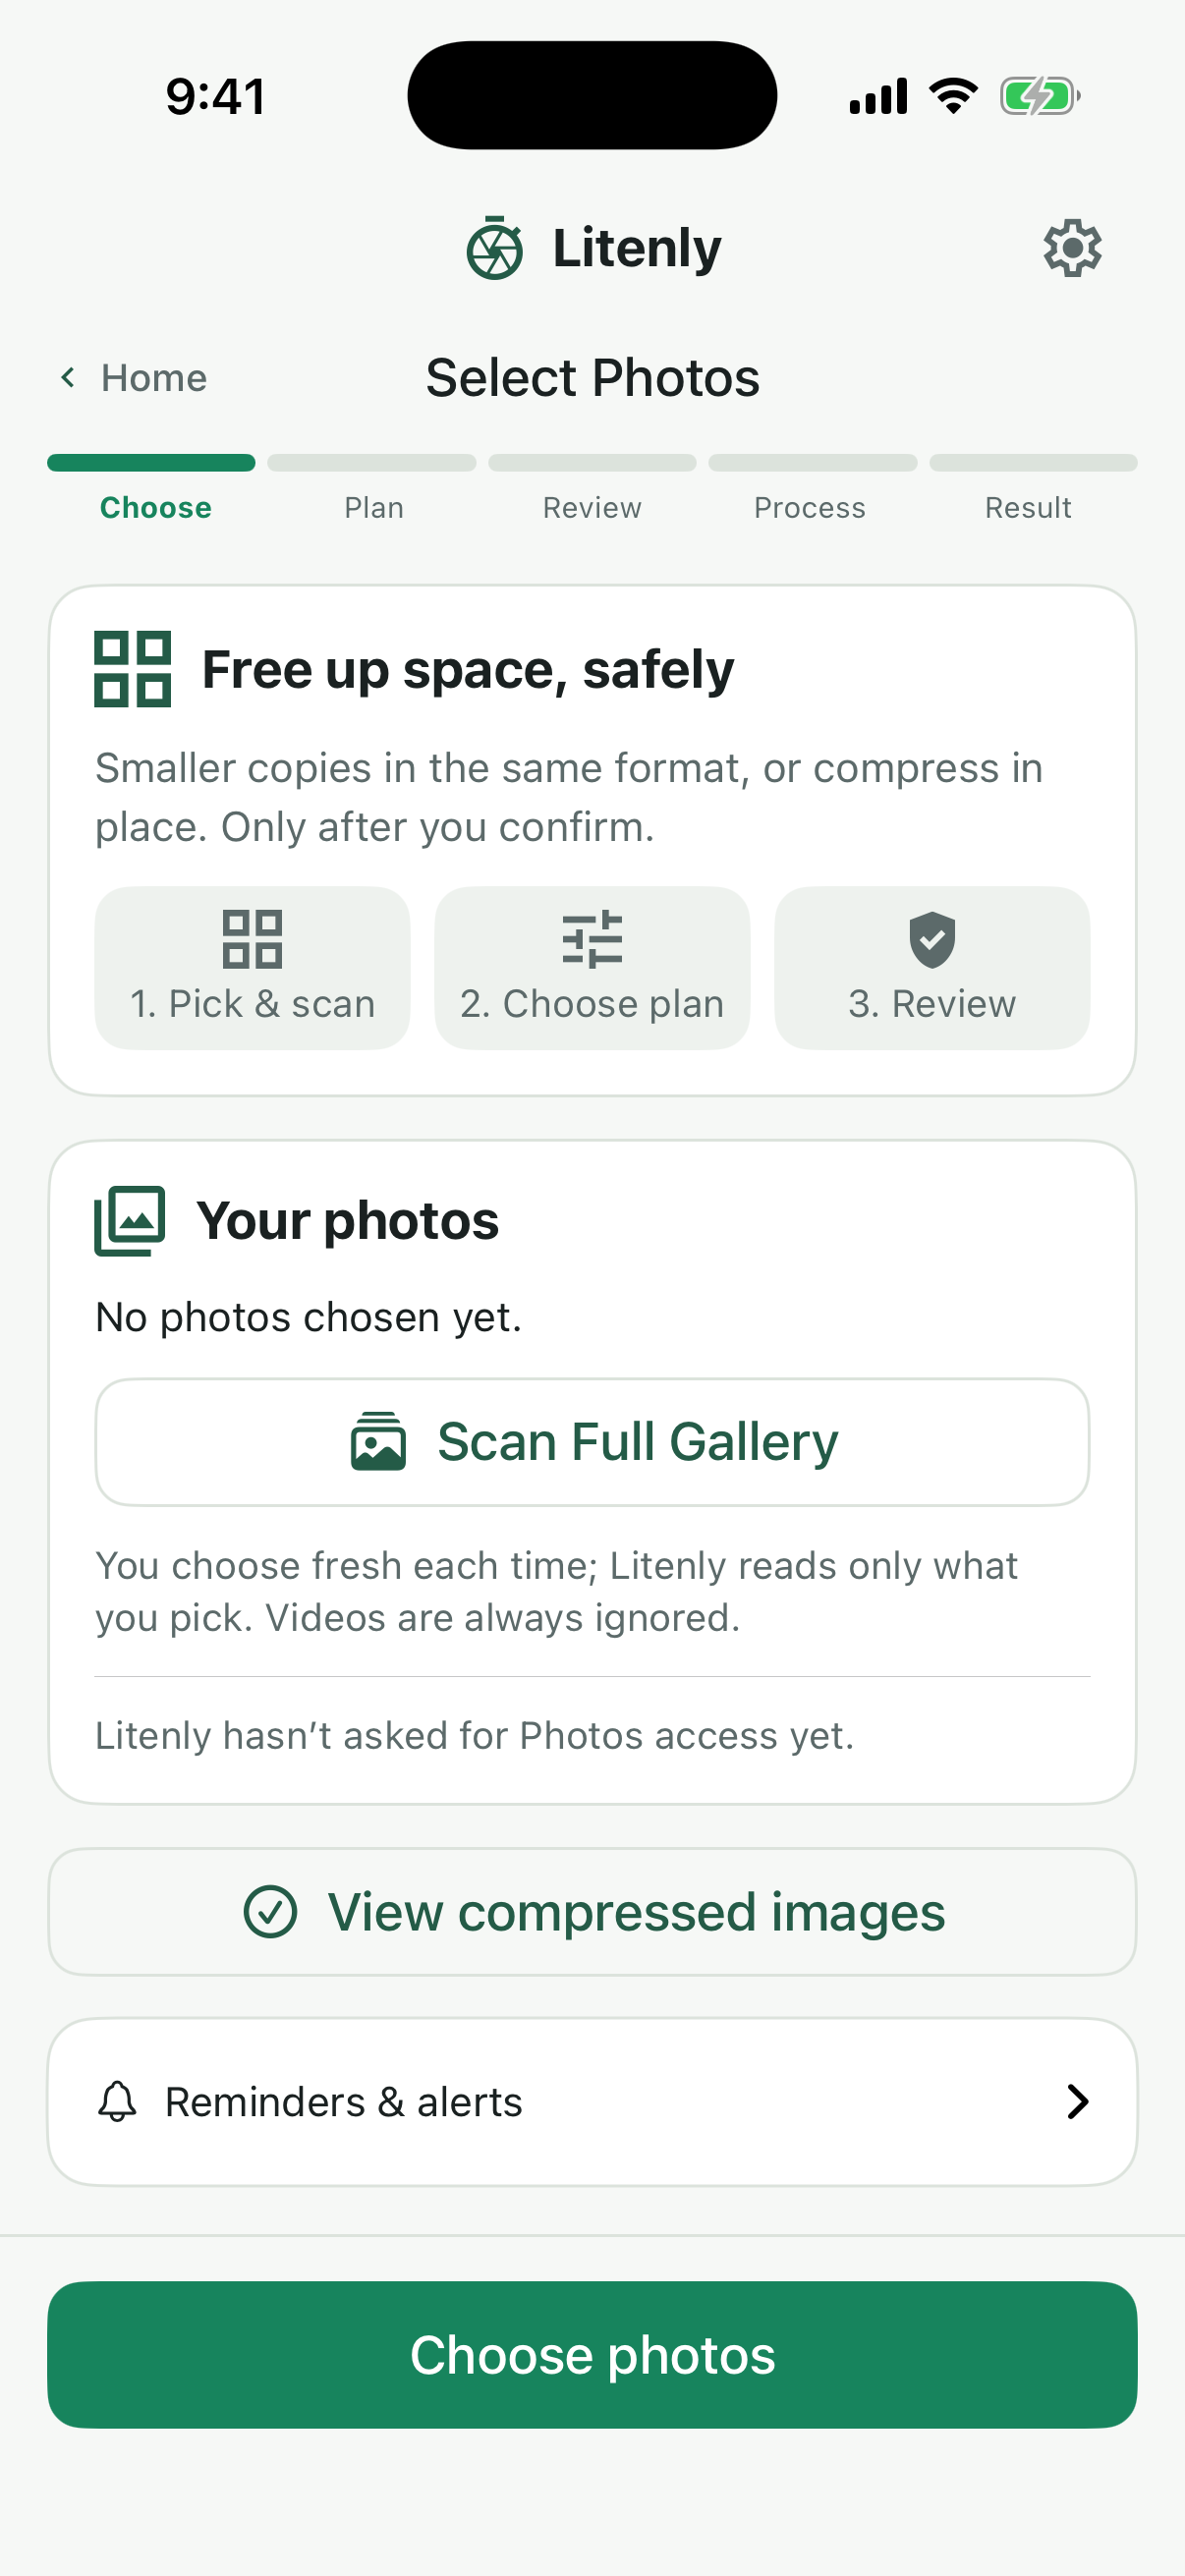 9:41
Litenly
Home
Select Photos
Choose
Plan
Review
Process
Result
Free up space, safely
Smaller copies in the same format, or compress in
place. Only after you confirm.
1. Pick & scan
2. Choose plan
3. Review
Your photos
No photos chosen yet.
Scan Full Gallery
You choose fresh each time; Litenly reads only what
you pick. Videos are always ignored.
Litenly hasn’t asked for Photos access yet.
View compressed images
Reminders & alerts
Choose photos